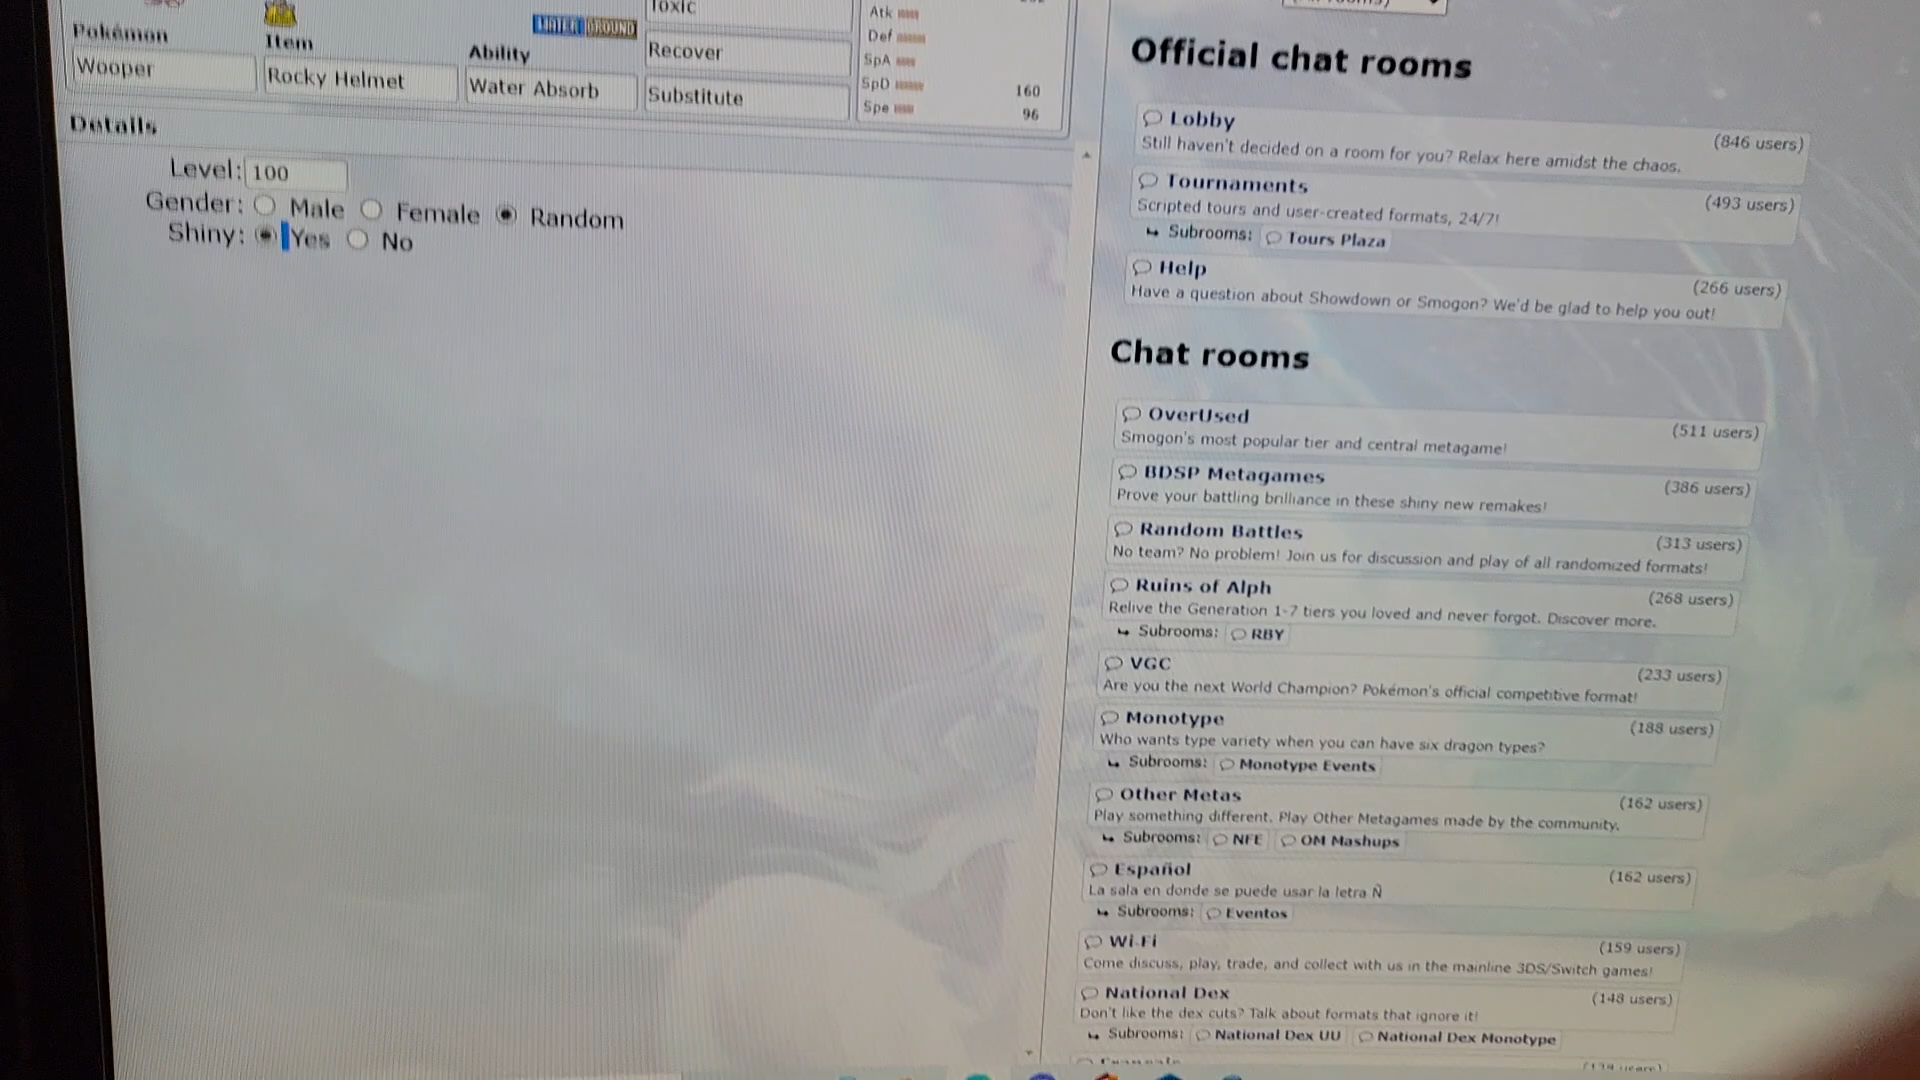 Toxic
Atk
Def
WATER GROUND
Pokémon
Item
Ability
Recover
SpA
Wooper
Rocky Helmet
Water Absorb
Substitute
SpD 160
Spe 96
Details
Level: 100
Gender: Male Female Random
Shiny: Yes No
Official chat rooms
Lobby (846 users)
Still haven't decided on a room for you? Relax here amidst the chaos.
Tournaments (493 users)
Scripted tours and user-created formats, 24/7!
↳ Subrooms: Tours Plaza
Help (266 users)
Have a question about Showdown or Smogon? We'd be glad to help you out!
Chat rooms
OverUsed (511 users)
Smogon's most popular tier and central metagame!
BDSP Metagames (386 users)
Prove your battling brilliance in these shiny new remakes!
Random Battles (313 users)
No team? No problem! Join us for discussion and play of all randomized formats!
Ruins of Alph (268 users)
Relive the Generation 1-7 tiers you loved and never forgot. Discover more.
↳ Subrooms: RBY
VGC (233 users)
Are you the next World Champion? Pokémon's official competitive format!
Monotype (188 users)
Who wants type variety when you can have six dragon types?
↳ Subrooms: Monotype Events
Other Metas (162 users)
Play something different. Play Other Metagames made by the community.
↳ Subrooms: NFE OM Mashups
Español (162 users)
La sala en donde se puede usar la letra Ñ
↳ Subrooms: Eventos
Wi-Fi (159 users)
Come discuss, play, trade, and collect with us in the mainline 3DS/Switch games!
National Dex (148 users)
Don't like the dex cuts? Talk about formats that ignore it!
↳ Subrooms: National Dex UU National Dex Monotype